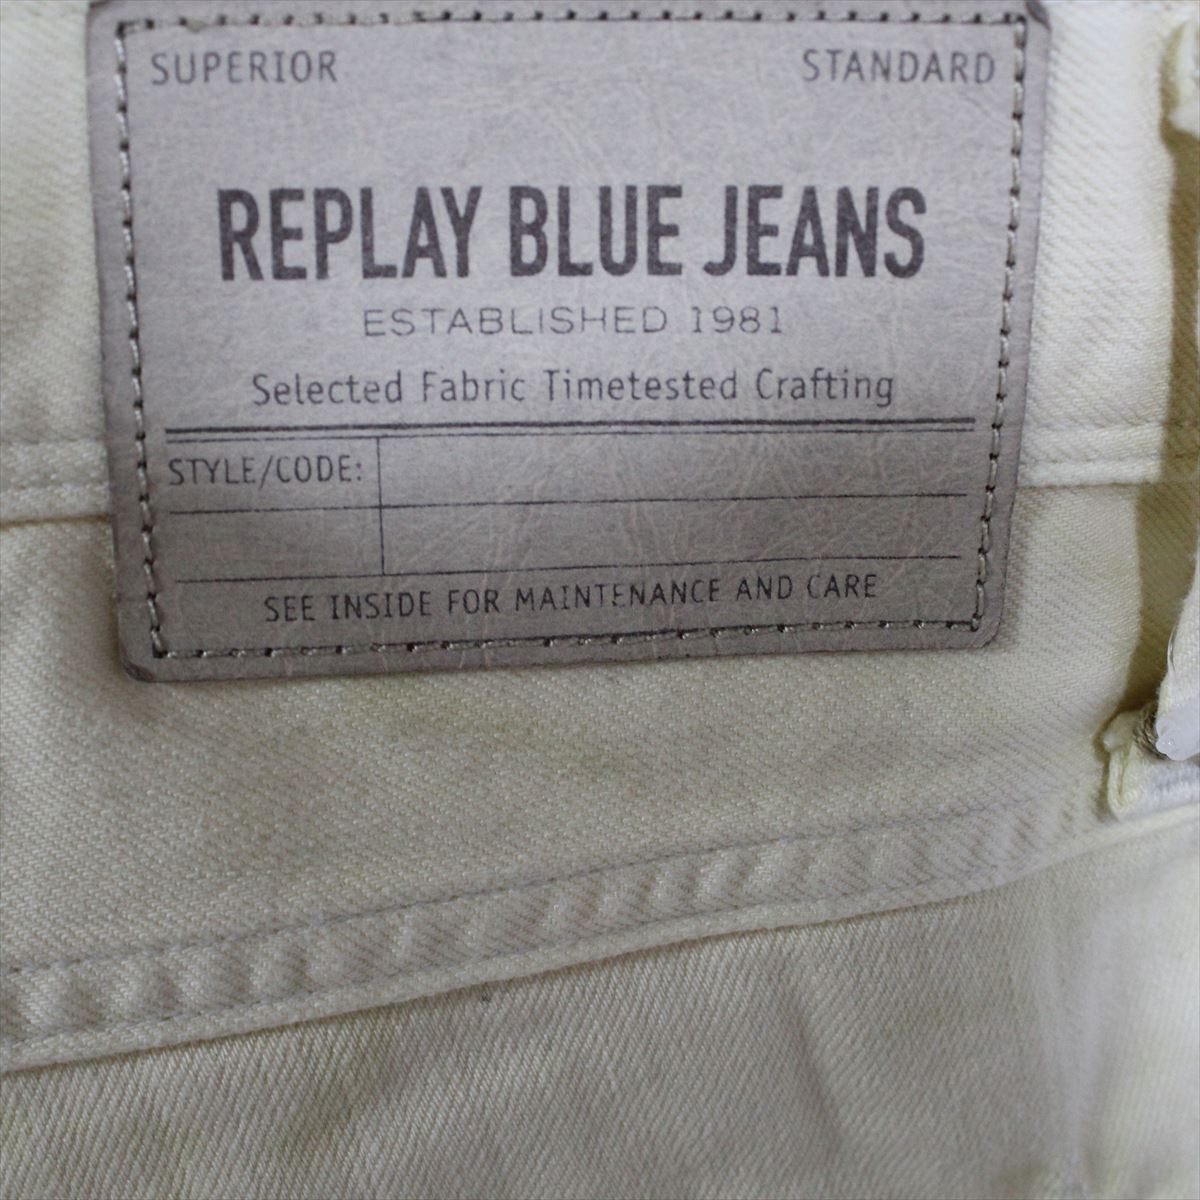 SUPERIOR STANDARD
REPLAY BLUE JEANS
ESTABLISHED 1981
Selected Fabric Timetested Crafting
STYLE/CODE:
SEE INSIDE FOR MAINTENANCE AND CARE